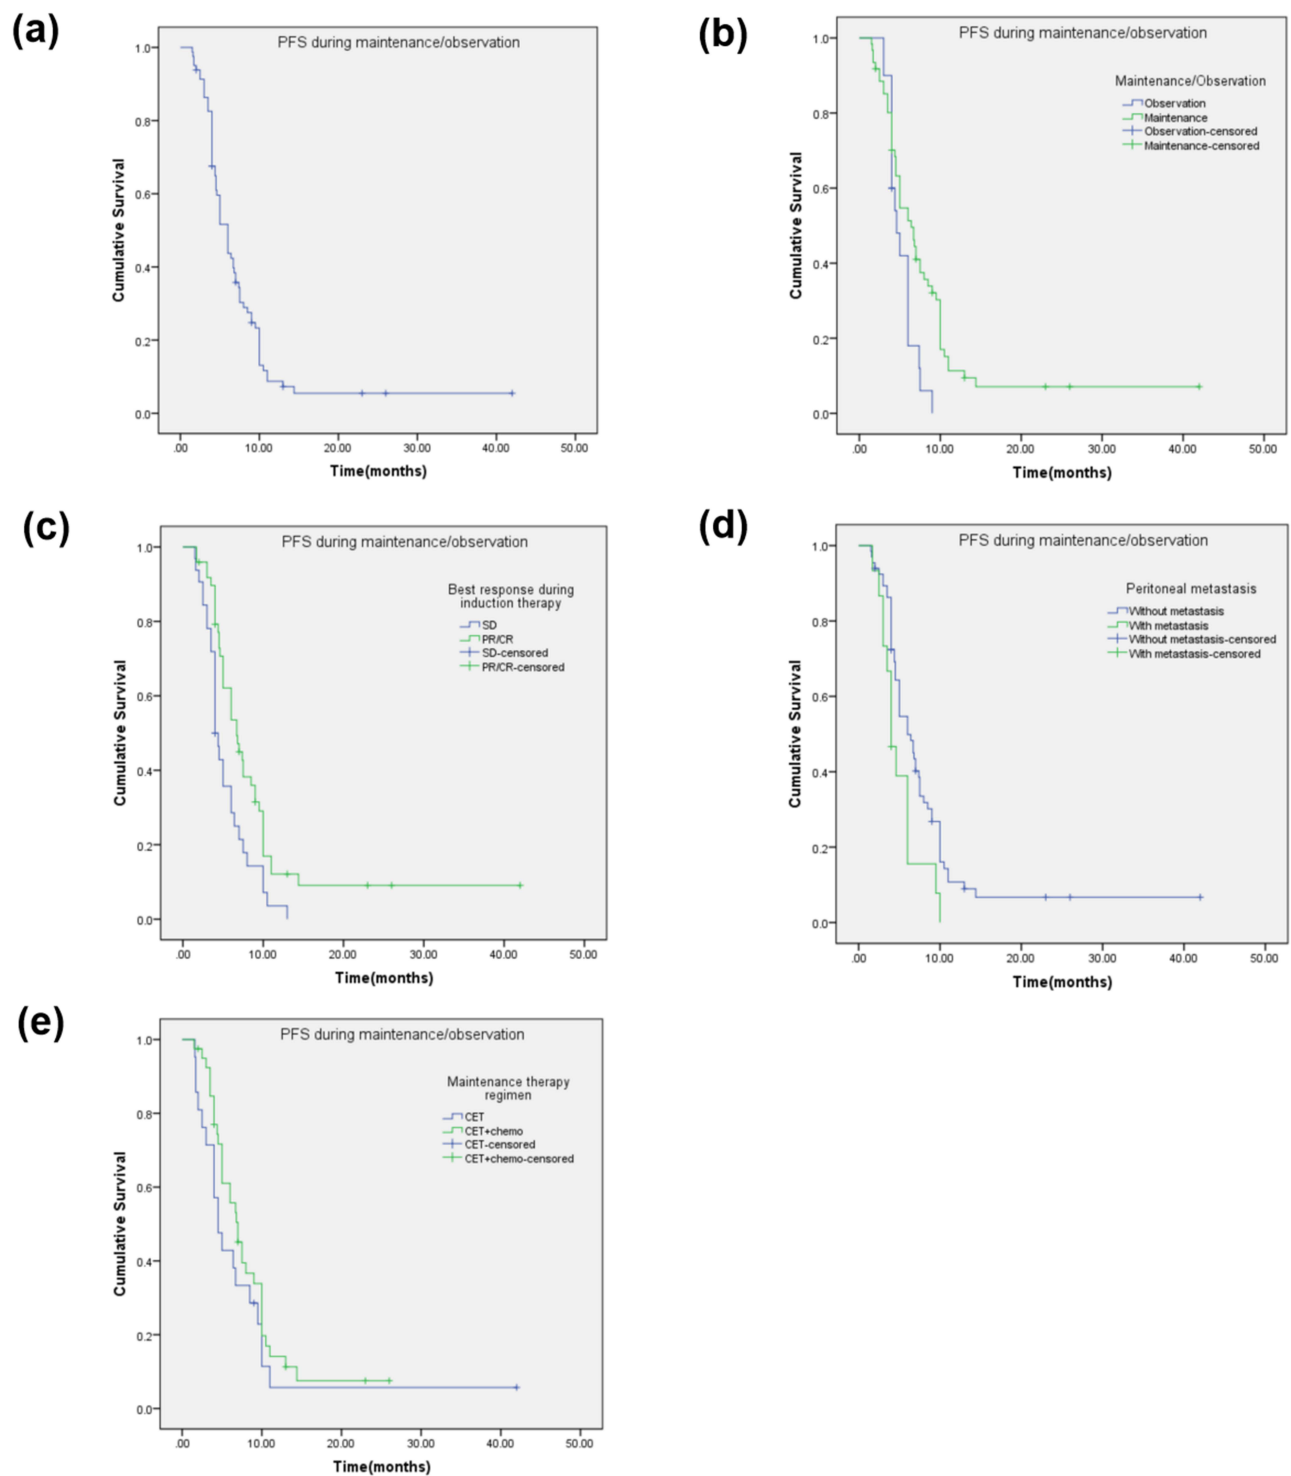 (a)
PFS during maintenance/observation
1.0
0.8
0.6
0.4
0.2
0.0
Cumulative Survival
.00 10.00 20.00 30.00 40.00 50.00
Time(months)
(b)
PFS during maintenance/observation
Maintenance/Observation
Observation
Maintenance
Observation-censored
Maintenance-censored
1.0
0.8
0.6
0.4
0.2
0.0
Cumulative Survival
.00 10.00 20.00 30.00 40.00 50.00
Time(months)
(c)
PFS during maintenance/observation
Best response during
induction therapy
SD
PR/CR
SD-censored
PR/CR-censored
1.0
0.8
0.6
0.4
0.2
0.0
Cumulative Survival
.00 10.00 20.00 30.00 40.00 50.00
Time(months)
(d)
PFS during maintenance/observation
Peritoneal metastasis
Without metastasis
With metastasis
Without metastasis-censored
With metastasis-censored
1.0
0.8
0.6
0.4
0.2
0.0
Cumulative Survival
.00 10.00 20.00 30.00 40.00 50.00
Time(months)
(e)
PFS during maintenance/observation
Maintenance therapy
regimen
CET
CET+chemo
CET-censored
CET+chemo-censored
1.0
0.8
0.6
0.4
0.2
0.0
Cumulative Survival
.00 10.00 20.00 30.00 40.00 50.00
Time(months)